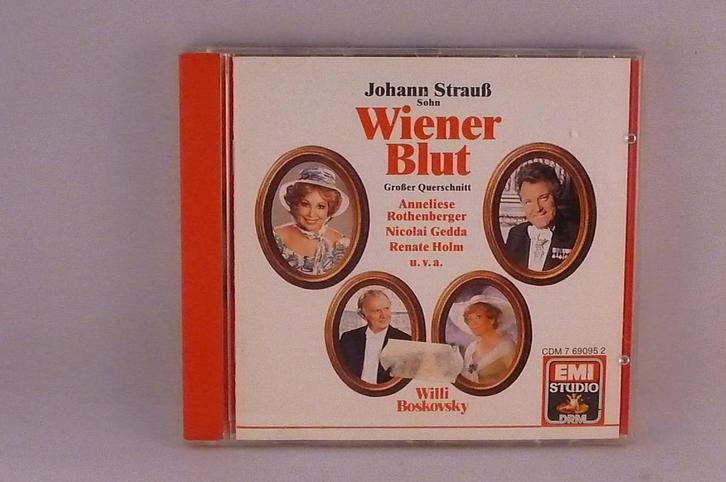 Johann Strauß
Sohn
Wiener
Blut
Großer Querschnitt
Anneliese
Rothenberger
Nicolai Gedda
Renate Holm
u.v.a.
Willi
Boskovsky
CDM 7 69095 2
EMI
STUDIO
DRM